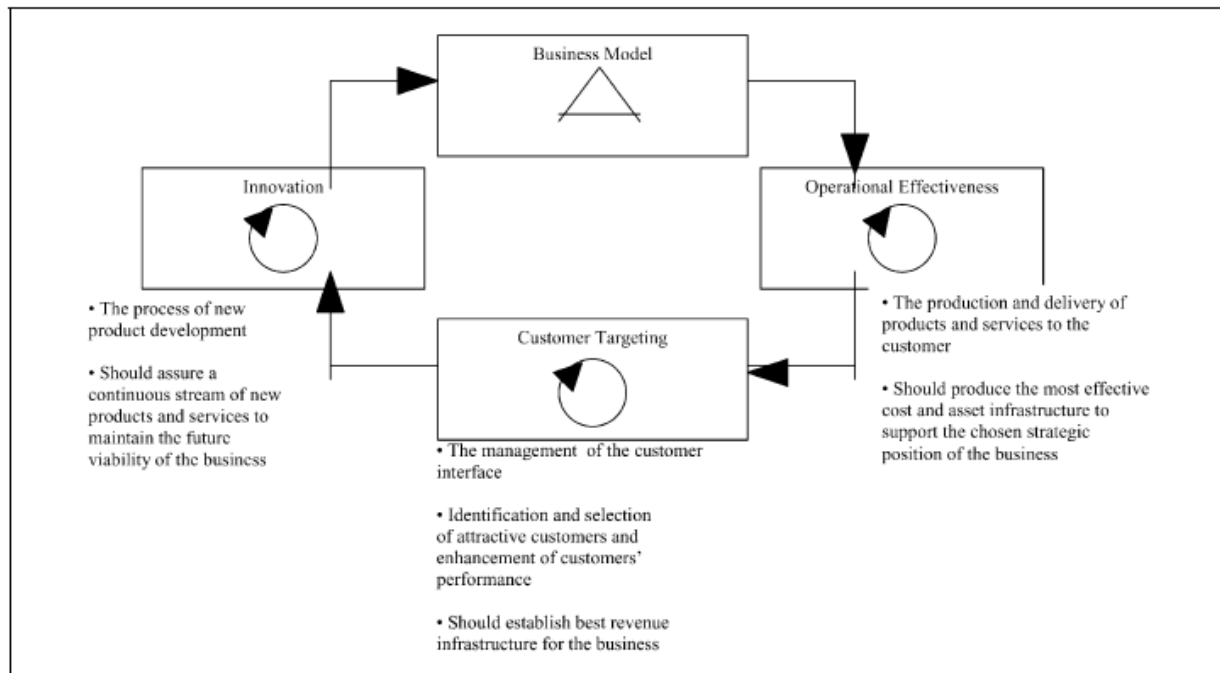 Business Model
Innovation
Operational Effectiveness
• The process of new
product development
• Should assure a
continuous stream of new
products and services to
maintain the future
viability of the business
Customer Targeting
• The management of the customer
interface
• Identification and selection
of attractive customers and
enhancement of customers'
performance
• Should establish best revenue
infrastructure for the business
• The production and delivery of
products and services to the
customer
• Should produce the most effective
cost and asset infrastructure to
support the chosen strategic
position of the business